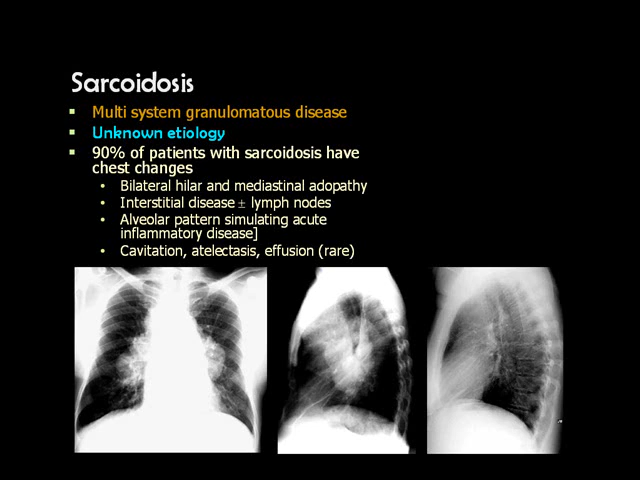 Sarcoidosis
▪ Multi system granulomatous disease
▪ Unknown etiology
▪ 90% of patients with sarcoidosis have
chest changes
• Bilateral hilar and mediastinal adopathy
• Interstitial disease ± lymph nodes
• Alveolar pattern simulating acute
inflammatory disease]
• Cavitation, atelectasis, effusion (rare)